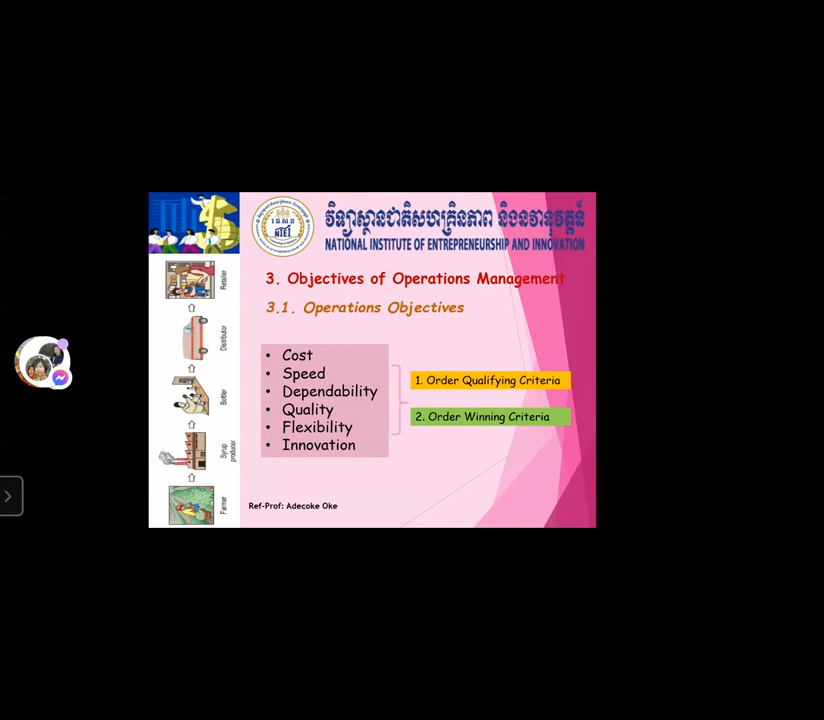 វិទ្យាស្ថានជាតិសហគ្រិនភាព និងនវានុវត្តន៍
NATIONAL INSTITUTE OF ENTREPRENEURSHIP AND INNOVATION
NIEI
3. Objectives of Operations Management
3.1. Operations Objectives
• Cost
• Speed
• Dependability
• Quality
• Flexibility
• Innovation
1. Order Qualifying Criteria
2. Order Winning Criteria
Retailer
Distributor
Bottler
Syrup
producer
Farmer
Ref-Prof: Adecoke Oke